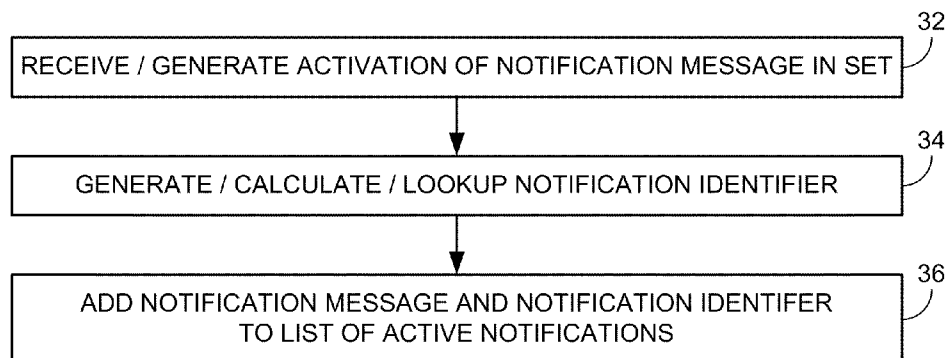 32
RECEIVE / GENERATE ACTIVATION OF NOTIFICATION MESSAGE IN SET
34
GENERATE / CALCULATE / LOOKUP NOTIFICATION IDENTIFIER
36
ADD NOTIFICATION MESSAGE AND NOTIFICATION IDENTIFER
TO LIST OF ACTIVE NOTIFICATIONS